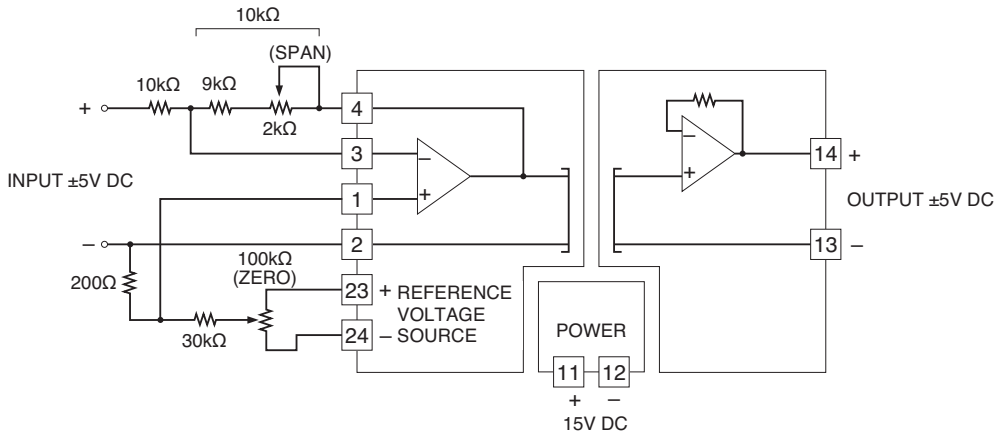 10kΩ
(SPAN)
10kΩ
9kΩ
2kΩ
+
4
3
−
1
+
INPUT ±5V DC
−
2
200Ω
100kΩ
(ZERO)
30kΩ
23
+ REFERENCE
VOLTAGE
24
− SOURCE
−
+
14 +
OUTPUT ±5V DC
13 −
POWER
11 12
+ −
15V DC